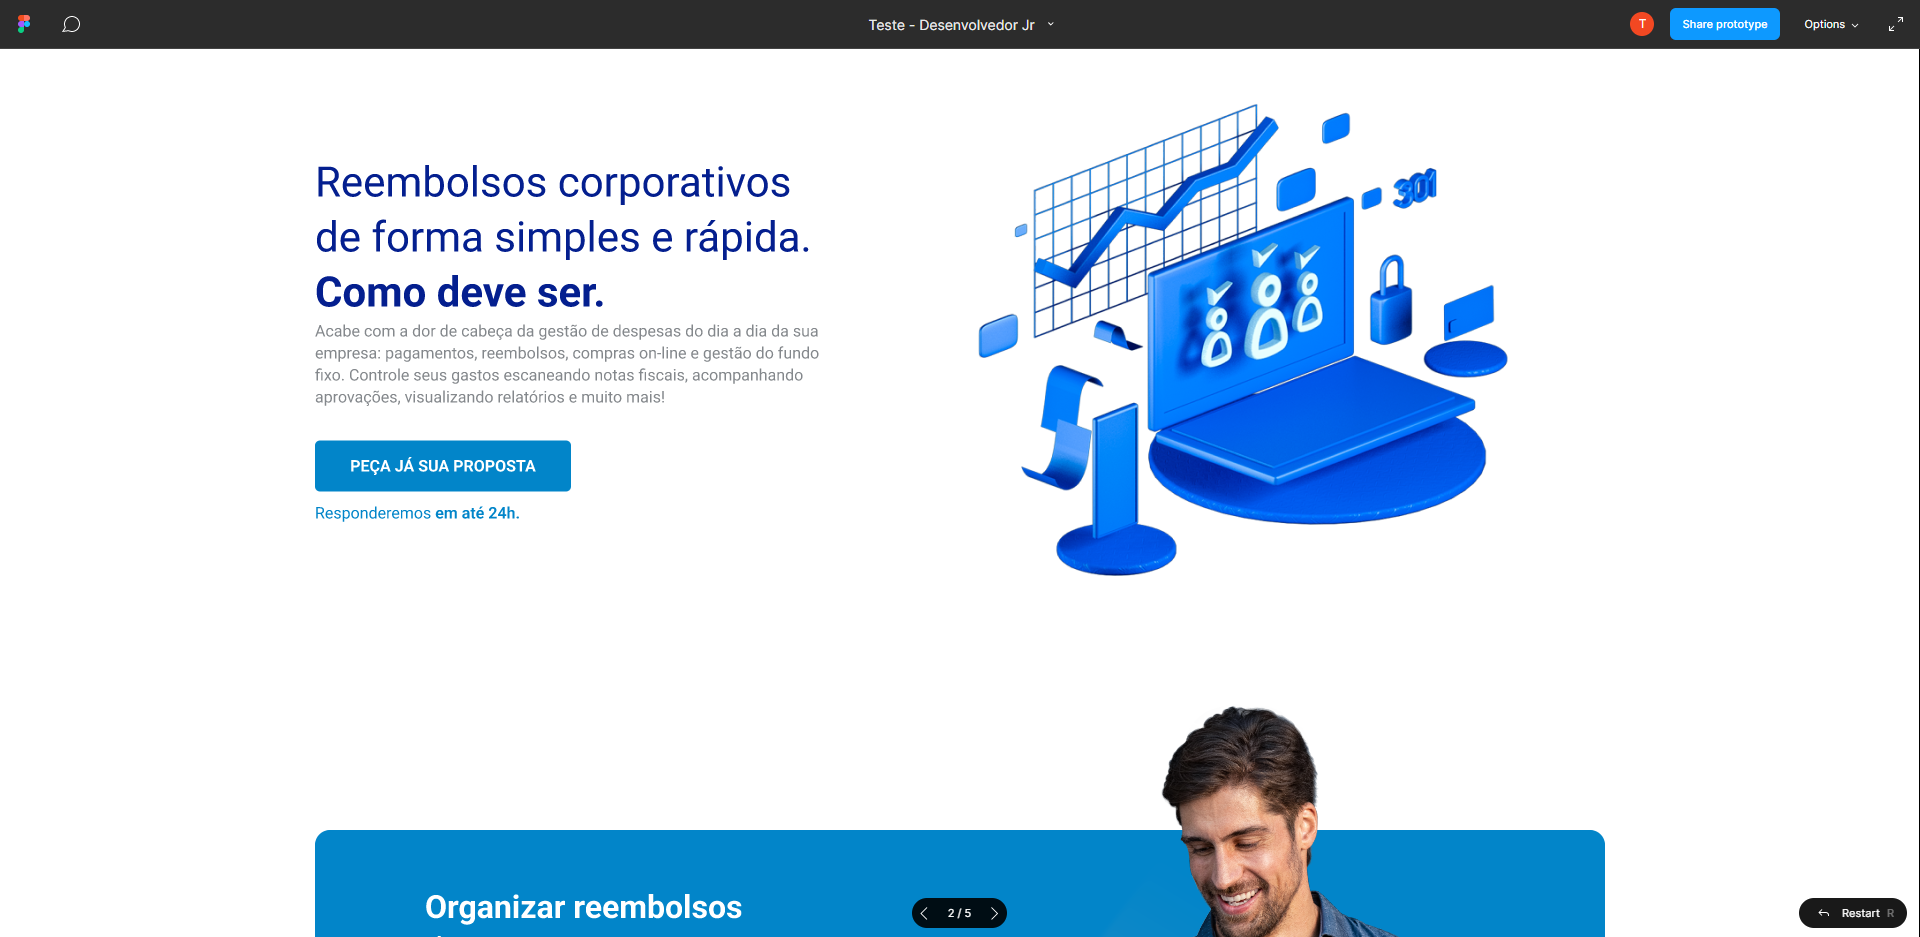 Teste - Desenvolvedor Jr
T
Share prototype
Options
Reembolsos corporativos
de forma simples e rápida.
Como deve ser.
Acabe com a dor de cabeça da gestão de despesas do dia a dia da sua
empresa: pagamentos, reembolsos, compras on-line e gestão do fundo
fixo. Controle seus gastos escaneando notas fiscais, acompanhando
aprovações, visualizando relatórios e muito mais!
PEÇA JÁ SUA PROPOSTA
Responderemos em até 24h.
301
Organizar reembolsos
2 / 5
Restart R